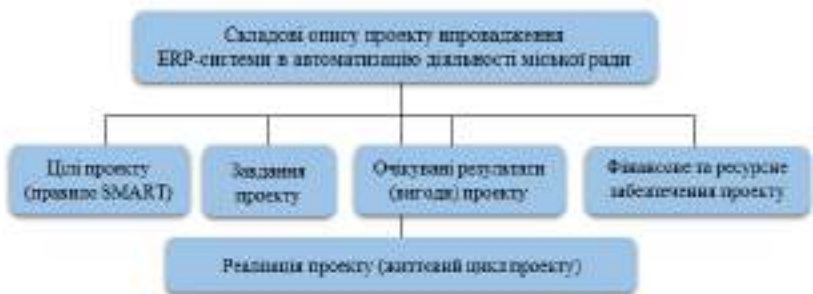 Складові опису проекту впровадження
ERP-системи в автоматизацію діяльності міської ради
Цілі проекту
(правило SMART)
Завдання
проекту
Очікувані результати
(вигоди) проекту
Фінансове та ресурсне
забезпечення проекту
Реалізація проекту (життєвий цикл проекту)